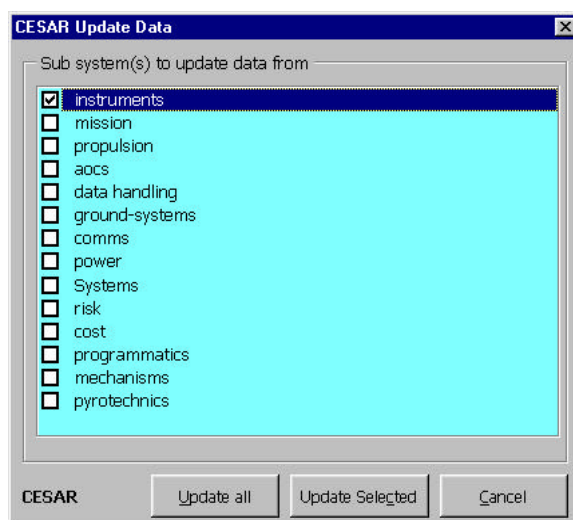 CESAR Update Data
Sub system(s) to update data from
instruments
mission
propulsion
aocs
data handling
ground-systems
comms
power
Systems
risk
cost
programmatics
mechanisms
pyrotechnics
CESAR Update all Update Selected Cancel